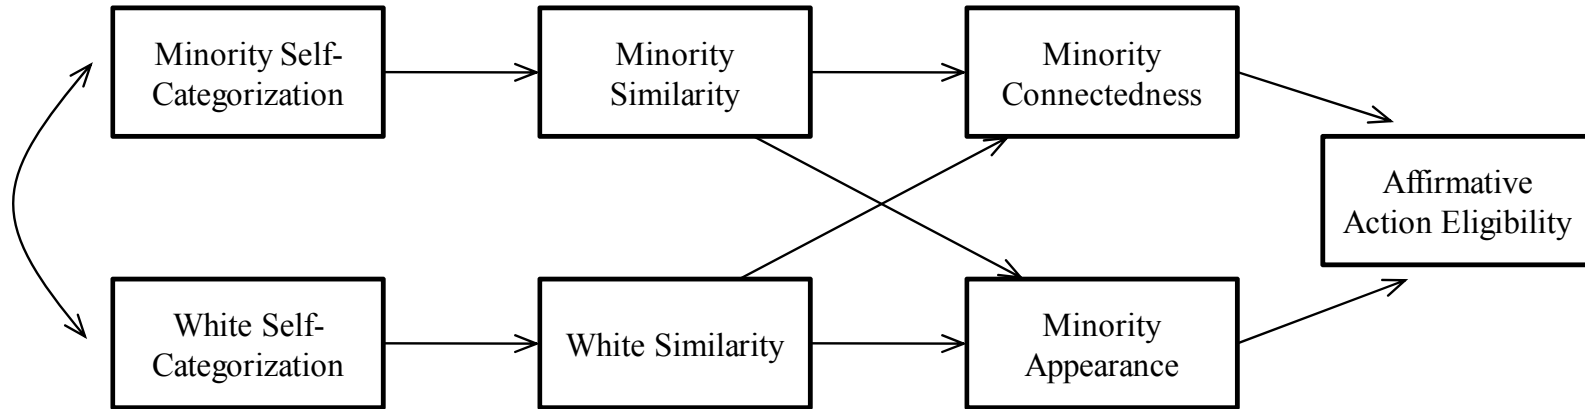 Minority Self-
Categorization
Minority
Similarity
Minority
Connectedness
Affirmative
Action Eligibility
White Self-
Categorization
White Similarity
Minority
Appearance